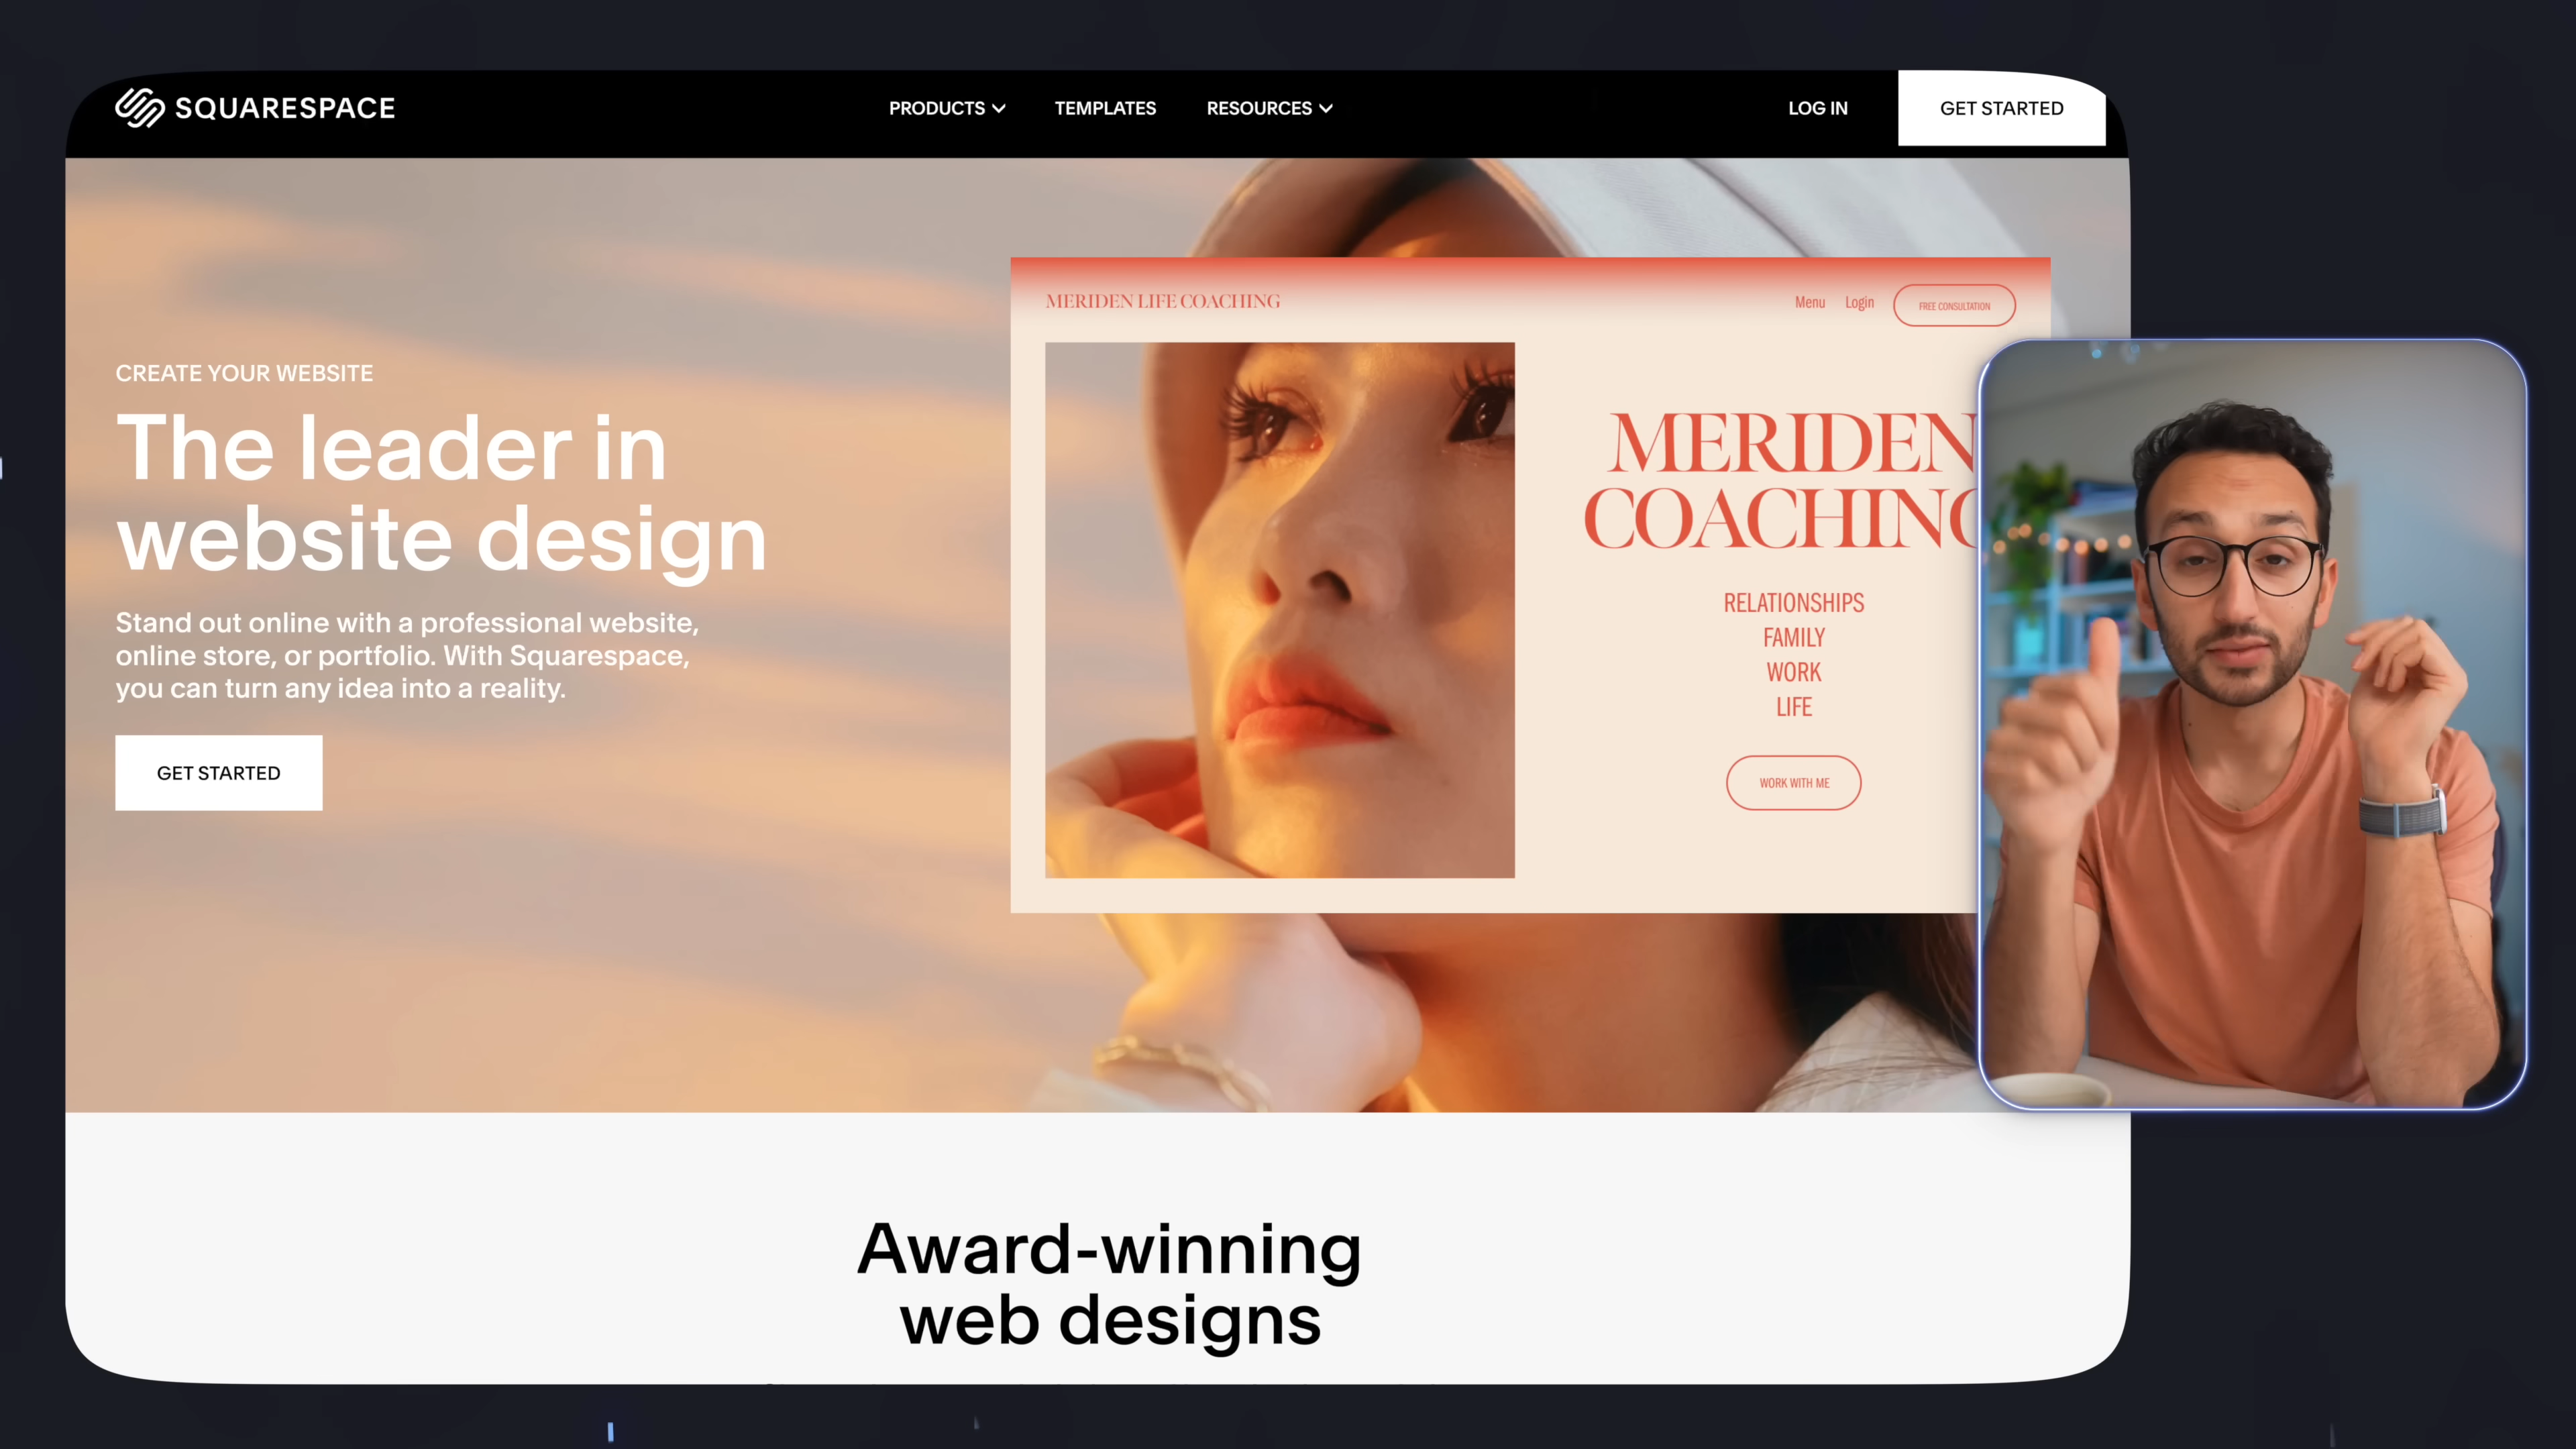 SQUARESPACE
PRODUCTS
TEMPLATES
RESOURCES
LOG IN
GET STARTED
CREATE YOUR WEBSITE
The leader in
website design
Stand out online with a professional website,
online store, or portfolio. With Squarespace,
you can turn any idea into a reality.
GET STARTED
MERIDEN LIFE COACHING
Menu
Login
FREE CONSULTATION
MERIDEN
COACHING
RELATIONSHIPS
FAMILY
WORK
LIFE
WORK WITH ME
Award-winning
web designs